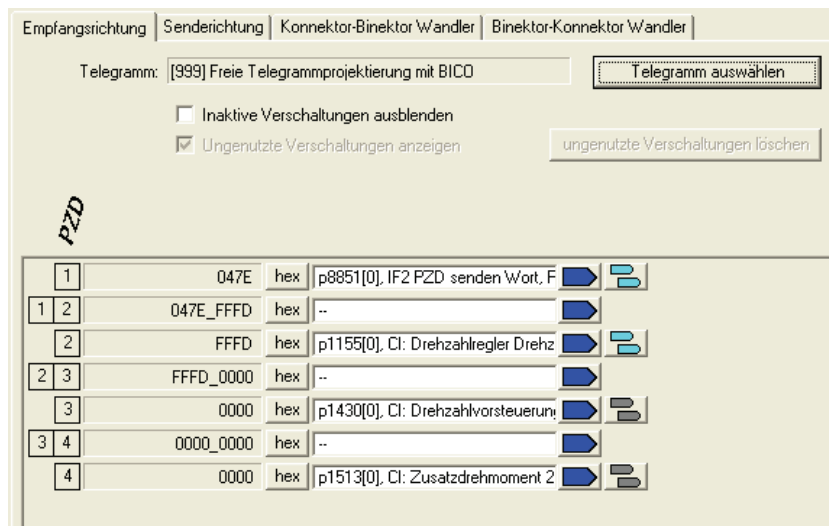 Empfangsrichtung Senderichtung Konnektor-Binektor Wandler Binektor-Konnektor Wandler
Telegramm: [999] Freie Telegrammprojektierung mit BICO Telegramm auswählen
Inaktive Verschaltungen ausblenden
Ungenutzte Verschaltungen anzeigen ungenutzte Verschaltungen löschen
PZD
1 047E hex p8851[0], IF2 PZD senden Wort, F
1 2 047E_FFFD hex --
2 FFFD hex p1155[0], CI: Drehzahlregler Drehz
2 3 FFFD_0000 hex --
3 0000 hex p1430[0], CI: Drehzahlvorsteuerung
3 4 0000_0000 hex --
4 0000 hex p1513[0], CI: Zusatzdrehmoment 2